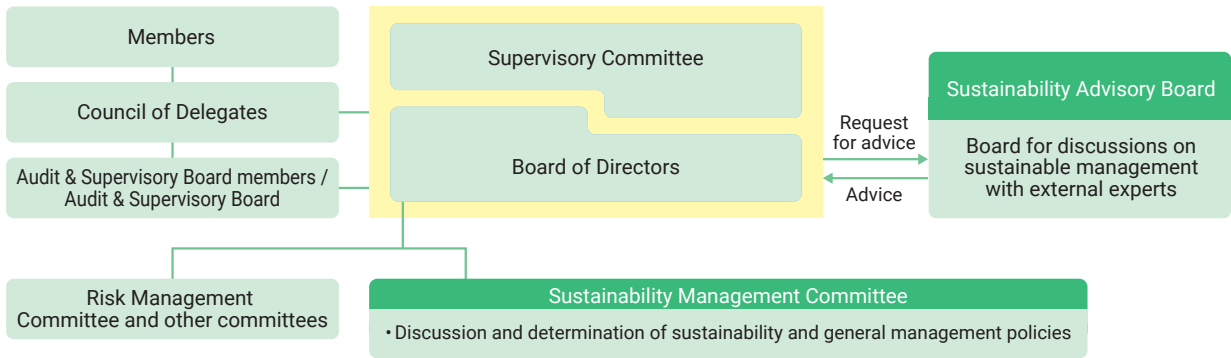 Members
Council of Delegates
Audit & Supervisory Board members /
Audit & Supervisory Board
Supervisory Committee
Board of Directors
Request
for advice
Advice
Sustainability Advisory Board
Board for discussions on
sustainable management
with external experts
Risk Management
Committee and other committees
Sustainability Management Committee
・Discussion and determination of sustainability and general management policies